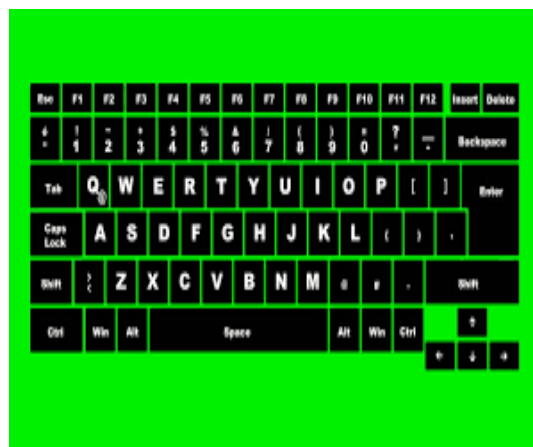 Esc F1 F2 F3 F4 F5 F6 F7 F8 F9 F10 F11 F12 Insert Delete
! 1 2 3 $ 4 % 5 & 6 / 7 ( 8 ) 9 0 ? Backspace
Tab Q W E R T Y U I O P [ ] Enter
Caps Lock A S D F G H J K L
Shift Z X C V B N M Shift
Ctrl Win Alt Space Alt Win Ctrl ↑
← ↓ →